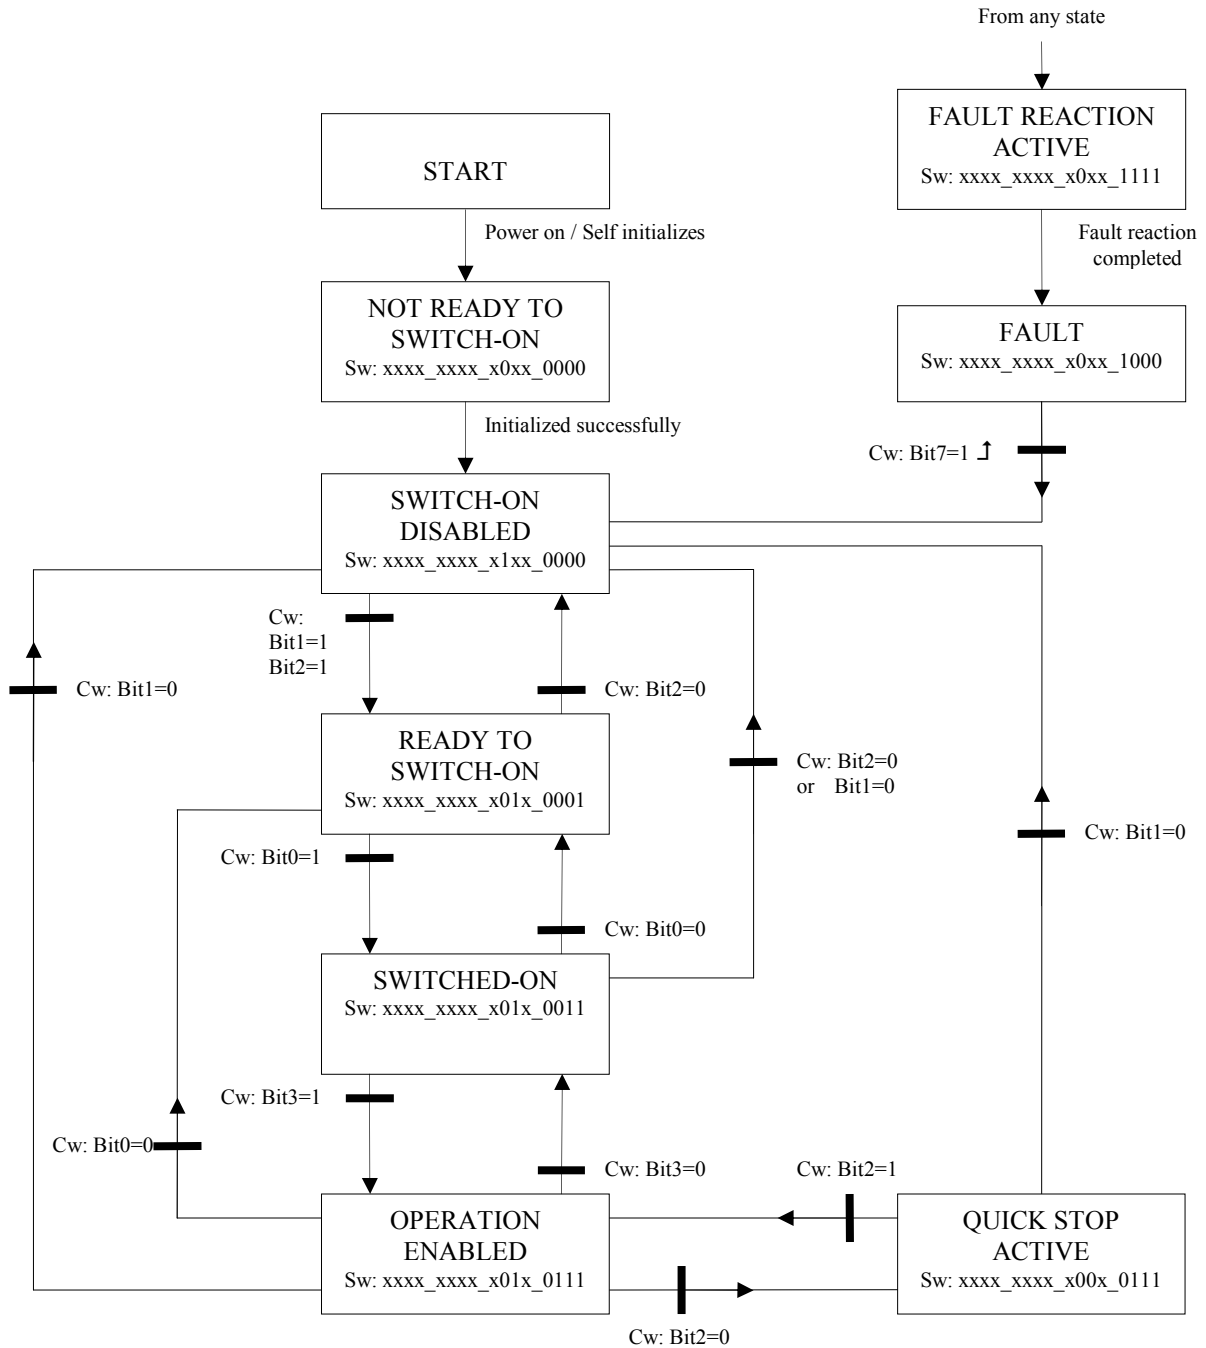 From any state
FAULT REACTION
ACTIVE
Sw: xxxx_xxxx_x0xx_1111
START
Power on / Self initializes
Fault reaction
completed
NOT READY TO
SWITCH-ON
Sw: xxxx_xxxx_x0xx_0000
FAULT
Sw: xxxx_xxxx_x0xx_1000
Initialized successfully
Cw: Bit7=1
SWITCH-ON
DISABLED
Sw: xxxx_xxxx_x1xx_0000
Cw:
Bit1=1
Bit2=1
Cw: Bit1=0
Cw: Bit2=0
READY TO
SWITCH-ON
Sw: xxxx_xxxx_x01x_0001
Cw: Bit2=0
or Bit1=0
Cw: Bit1=0
Cw: Bit0=1
Cw: Bit0=0
SWITCHED-ON
Sw: xxxx_xxxx_x01x_0011
Cw: Bit3=1
Cw: Bit0=0
Cw: Bit3=0
Cw: Bit2=1
OPERATION
ENABLED
Sw: xxxx_xxxx_x01x_0111
QUICK STOP
ACTIVE
Sw: xxxx_xxxx_x00x_0111
Cw: Bit2=0